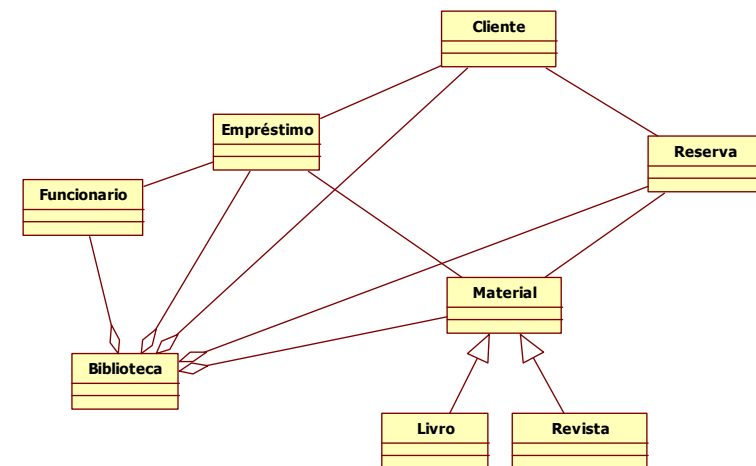 Cliente
Empréstimo
Reserva
Funcionario
Material
Biblioteca
Livro
Revista